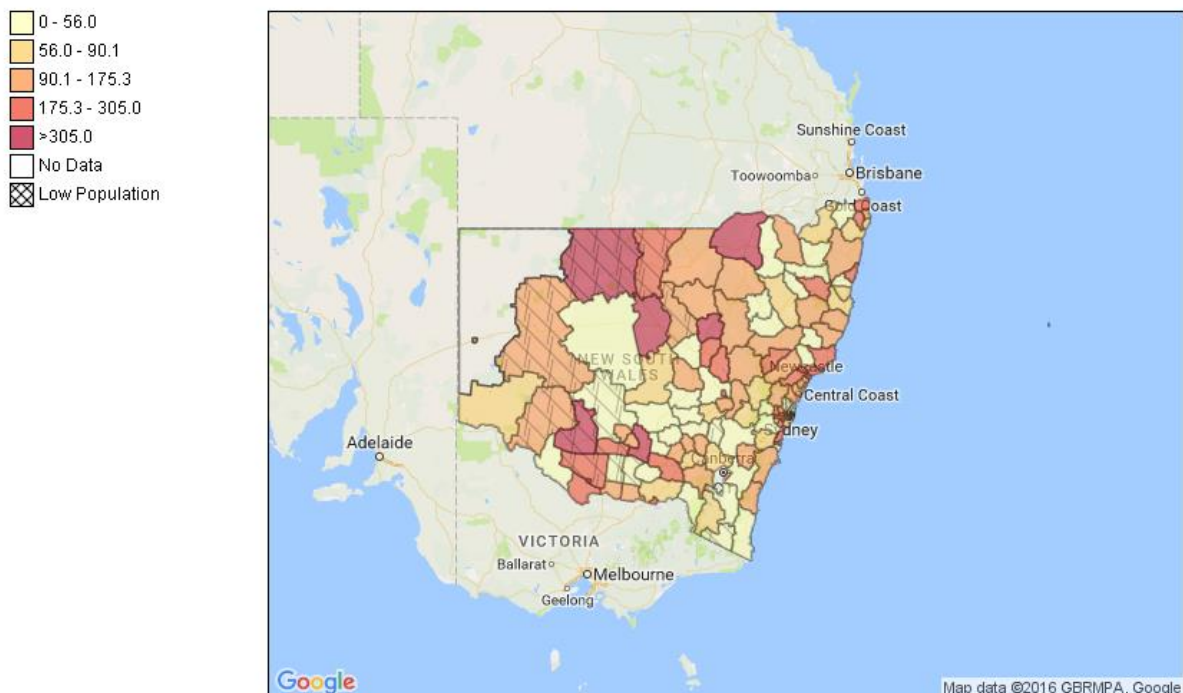 0 - 56.0
56.0 - 90.1
90.1 - 175.3
175.3 - 305.0
>305.0
No Data
Low Population
Sunshine Coast
Toowoomba
Brisbane
Gold Coast
NEW SOUTH
WALES
Newcastle
Central Coast
Sydney
Adelaide
Canberra
VICTORIA
Ballarat
Melbourne
Geelong
Google
Map data ©2016 GBRMPA, Google